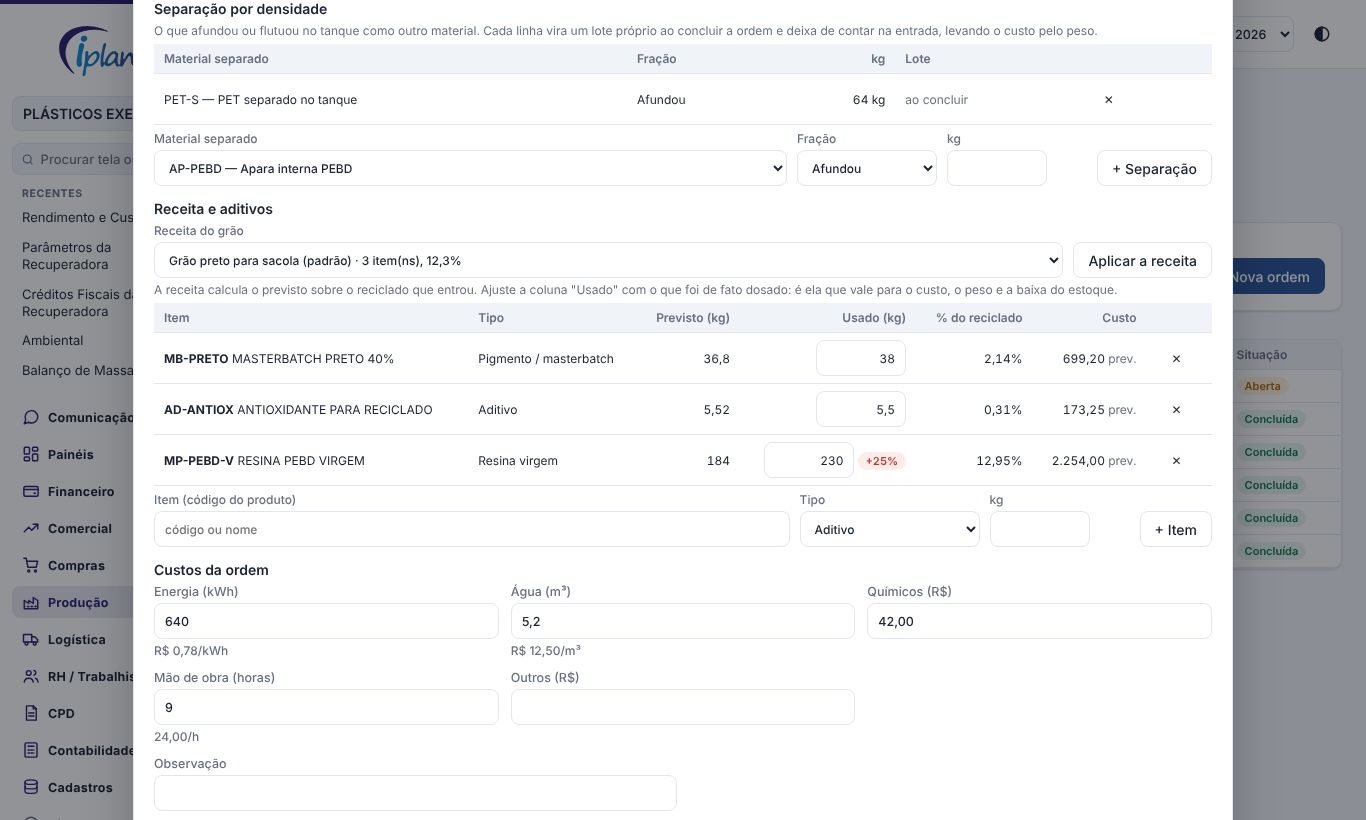 Separação por densidade
O que afundou ou flutuou no tanque como outro material. Cada linha vira um lote próprio ao concluir a ordem e deixa de contar na entrada, levando o custo pelo peso.
Material separado Fração kg Lote
PET-S — PET separado no tanque Afundou 64 kg ao concluir ✕
Material separado Fração kg
AP-PEBD — Apara interna PEBD Afundou + Separação
Receita e aditivos
Receita do grão
Grão preto para sacola (padrão) · 3 item(ns), 12,3% Aplicar a receita
A receita calcula o previsto sobre o reciclado que entrou. Ajuste a coluna "Usado" com o que foi de fato dosado: é ela que vale para o custo, o peso e a baixa do estoque.
Item Tipo Previsto (kg) Usado (kg) % do reciclado Custo
MB-PRETO MASTERBATCH PRETO 40% Pigmento / masterbatch 36,8 38 2,14% 699,20 prev. ✕
AD-ANTIOX ANTIOXIDANTE PARA RECICLADO Aditivo 5,52 5,5 0,31% 173,25 prev. ✕
MP-PEBD-V RESINA PEBD VIRGEM Resina virgem 184 230 +25% 12,95% 2.254,00 prev. ✕
Item (código do produto) Tipo kg
código ou nome Aditivo + Item
Custos da ordem
Energia (kWh) Água (m³) Químicos (R$)
640 5,2 42,00
R$ 0,78/kWh R$ 12,50/m³
Mão de obra (horas) Outros (R$)
9
24,00/h
Observação
iplan
PLÁSTICOS EXE
Procurar tela o
RECENTES
Rendimento e Cus
Parâmetros da
Recuperadora
Créditos Fiscais da
Recuperadora
Ambiental
Balanço de Massa
Comunicação
Painéis
Financeiro
Comercial
Compras
Produção
Logística
RH / Trabalhis
CPD
Contabilidade
Cadastros
2026
Nova ordem
Situação
Aberta
Concluída
Concluída
Concluída
Concluída
Concluída